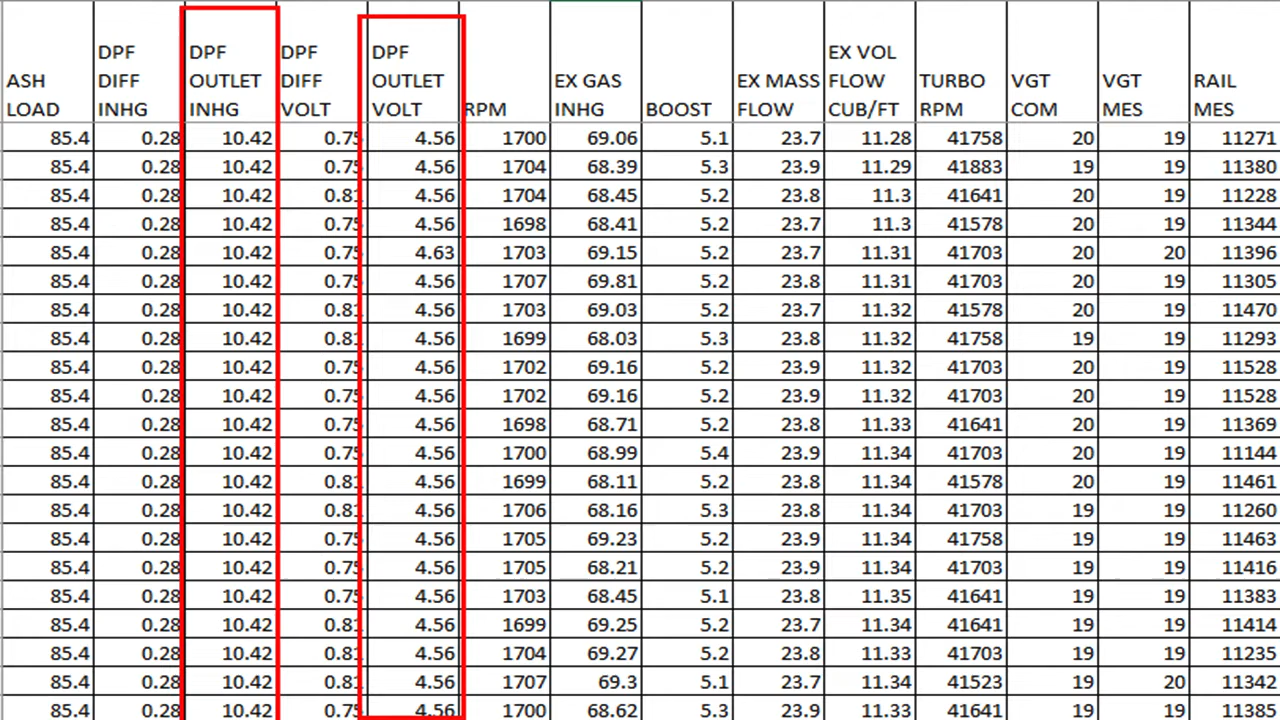 ASH LOAD DPF DIFF INHG DPF OUTLET INHG DPF DIFF VOLT DPF OUTLET VOLT RPM EX GAS INHG BOOST EX MASS FLOW EX VOL FLOW CUB/FT TURBO RPM VGT COM VGT MES RAIL MES
85.4 0.28 10.42 0.75 4.56 1700 69.06 5.1 23.7 11.28 41758 20 19 11271
85.4 0.28 10.42 0.75 4.56 1704 68.39 5.3 23.9 11.29 41883 19 19 11380
85.4 0.28 10.42 0.81 4.56 1704 68.45 5.2 23.8 11.3 41641 20 19 11228
85.4 0.28 10.42 0.75 4.56 1698 68.41 5.2 23.7 11.3 41578 20 19 11344
85.4 0.28 10.42 0.75 4.63 1703 69.15 5.2 23.7 11.31 41703 20 20 11396
85.4 0.28 10.42 0.75 4.56 1707 69.81 5.2 23.8 11.31 41703 20 19 11305
85.4 0.28 10.42 0.81 4.56 1703 69.03 5.2 23.7 11.32 41578 20 19 11470
85.4 0.28 10.42 0.81 4.56 1699 68.03 5.3 23.8 11.32 41758 19 19 11293
85.4 0.28 10.42 0.75 4.56 1702 69.16 5.2 23.9 11.32 41703 20 19 11528
85.4 0.28 10.42 0.75 4.56 1702 69.16 5.2 23.9 11.32 41703 20 19 11528
85.4 0.28 10.42 0.75 4.56 1698 68.71 5.2 23.8 11.33 41641 20 19 11369
85.4 0.28 10.42 0.75 4.56 1700 68.99 5.4 23.9 11.34 41703 20 19 11144
85.4 0.28 10.42 0.81 4.56 1699 68.11 5.2 23.8 11.34 41578 20 19 11461
85.4 0.28 10.42 0.81 4.56 1706 68.16 5.3 23.8 11.34 41703 19 19 11260
85.4 0.28 10.42 0.75 4.56 1705 69.23 5.2 23.9 11.34 41758 19 19 11463
85.4 0.28 10.42 0.75 4.56 1705 68.21 5.2 23.9 11.34 41703 19 19 11416
85.4 0.28 10.42 0.75 4.56 1703 68.45 5.1 23.8 11.35 41641 19 19 11383
85.4 0.28 10.42 0.81 4.56 1699 69.25 5.2 23.7 11.34 41641 19 19 11414
85.4 0.28 10.42 0.81 4.56 1704 69.27 5.2 23.8 11.33 41703 19 19 11235
85.4 0.28 10.42 0.81 4.56 1707 69.3 5.1 23.7 11.34 41523 19 20 11342
85.4 0.28 10.42 0.75 4.56 1700 68.62 5.3 23.9 11.33 41641 19 19 11385